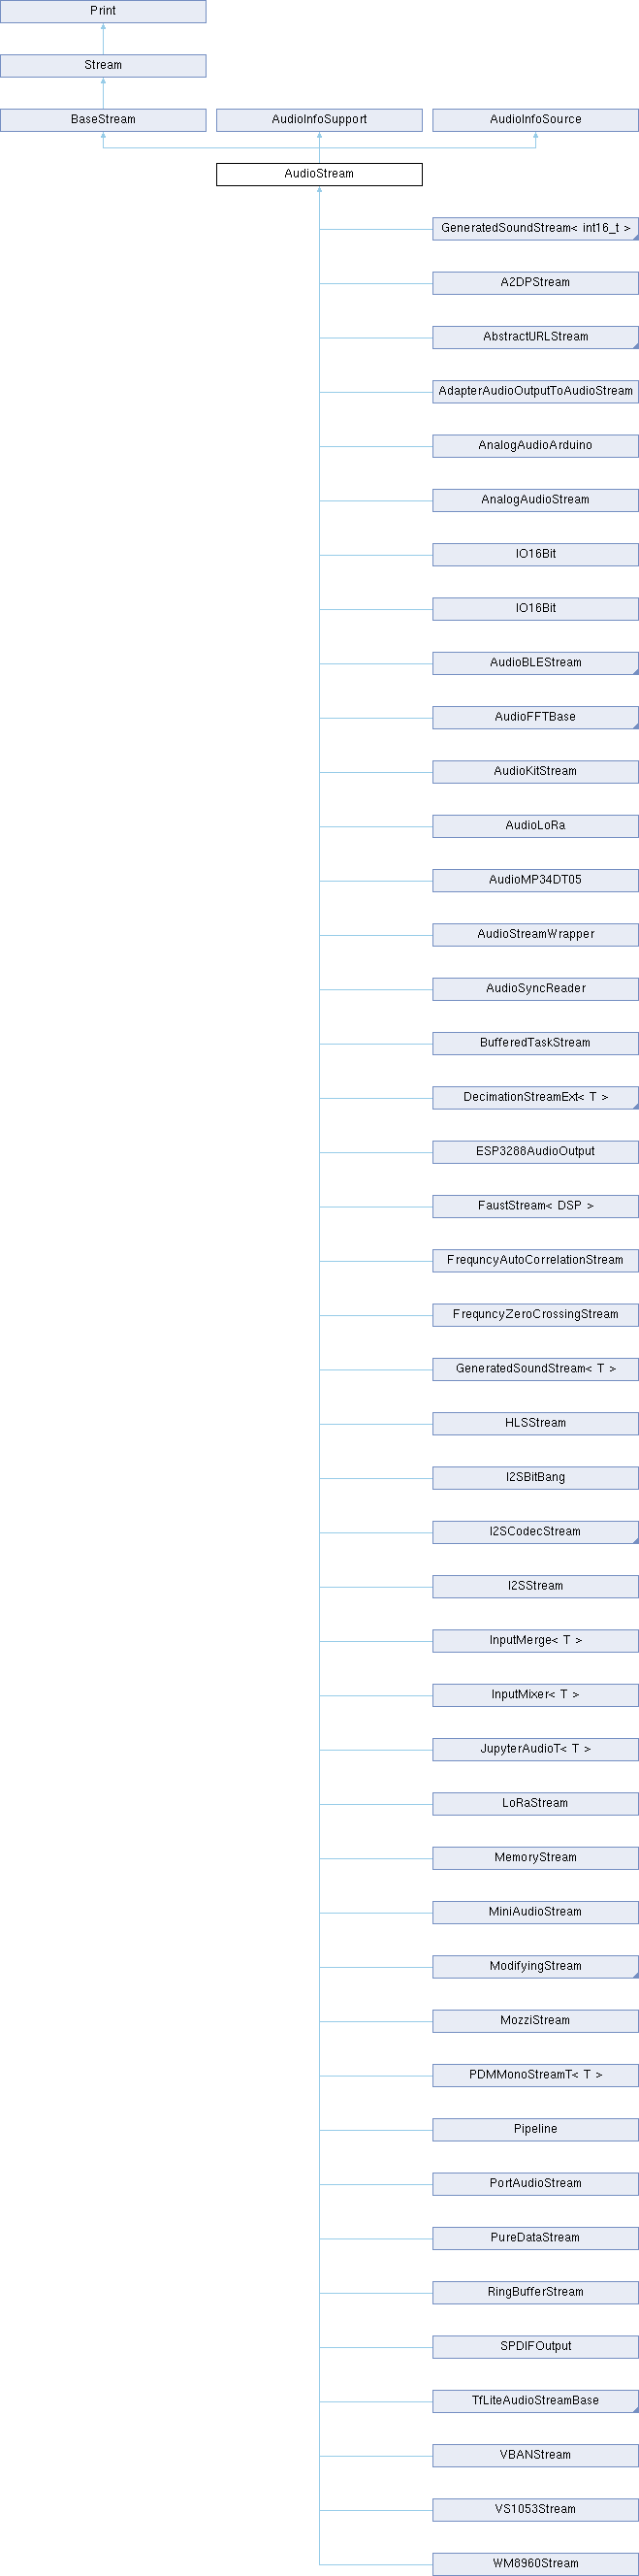 Print
Stream
BaseStream
AudioInfoSupport
AudioInfoSource
AudioStream
GeneratedSoundStream< int16_t >
A2DPStream
AbstractURLStream
AdapterAudioOutputToAudioStream
AnalogAudioArduino
AnalogAudioStream
IO16Bit
IO16Bit
AudioBLEStream
AudioFFTBase
AudioKitStream
AudioLoRa
AudioMP34DT05
AudioStreamWrapper
AudioSyncReader
BufferedTaskStream
DecimationStreamExt< T >
ESP3288AudioOutput
FaustStream< DSP >
FrequncyAutoCorrelationStream
FrequncyZeroCrossingStream
GeneratedSoundStream< T >
HLSStream
I2SBitBang
I2SCodecStream
I2SStream
InputMerge< T >
InputMixer< T >
JupyterAudioT< T >
LoRaStream
MemoryStream
MiniAudioStream
ModifyingStream
MozziStream
PDMMonoStreamT< T >
Pipeline
PortAudioStream
PureDataStream
RingBufferStream
SPDIFOutput
TfLiteAudioStreamBase
VBANStream
VS1053Stream
WM8960Stream